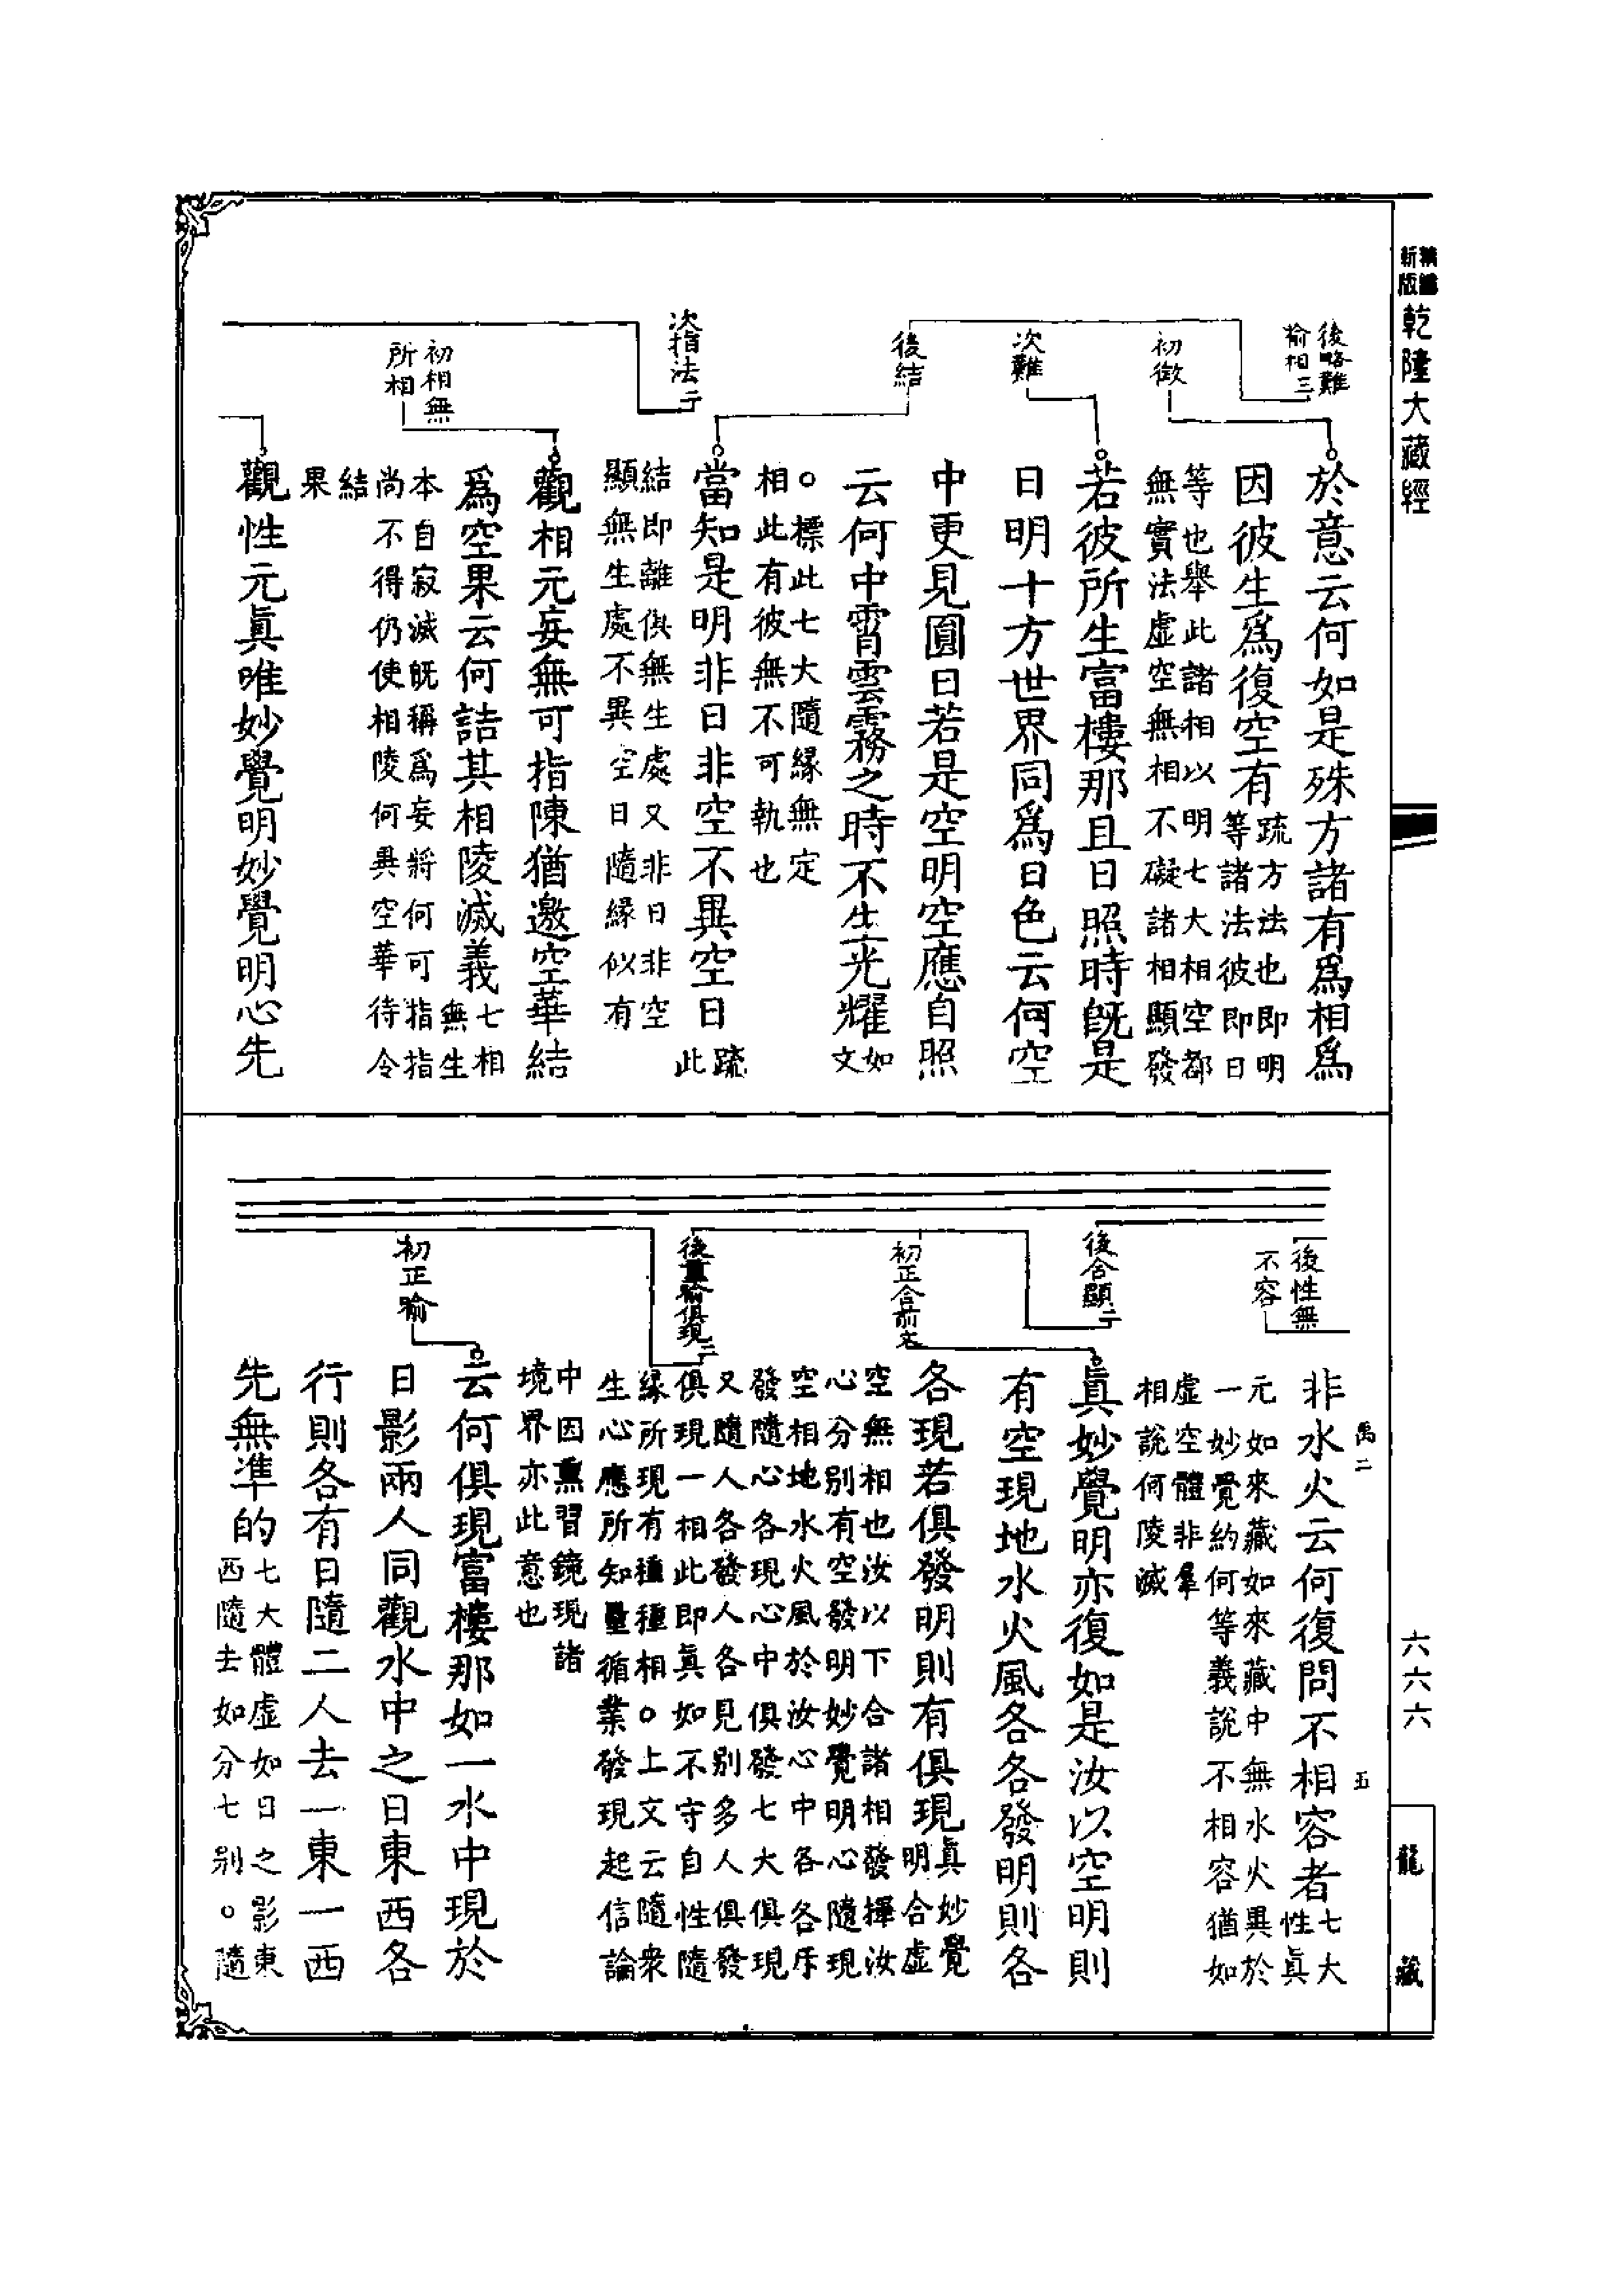 新版
乾隆大藏經
後略難
喻相三
初徵
次難
後結
次指法二
初相無
所相
於意云何如是殊方諸有爲相爲
因彼生爲復空有
疏方法也即明
等諸法彼即日
等也舉此諸相以明七大相空都
無實法虛空無相不礙諸相顯發
若彼所生富樓那且日照時旣是
日明十方世界同爲日色云何空
中更見圓日若是空明空應自照
云何中霄雲霧之時不生光耀
如
文
。標此七大隨緣無定
相此有彼無不可執也
當知是明非日非空不異空日
疏
此
結即離俱無生處又非日非空
顯無生處不異空日隨緣似有
觀相元妄無可指陳猶邀空華結
爲空果云何詰其相陵滅義
七相
無生
本自寂滅旣稱爲妄將何可指指
尚不得仍使相陵何異空華待令
結
果
觀性元眞唯妙覺明妙覺明心先
後性無
不容
後合顯二
初正合前文
後重喻俱現二
初正喻
非水火云何復問不相容者
七大
性眞
元如來藏如來藏中無水火異於
一妙覺約何等義說不相容猶如
虛空體非羣
相說何陵滅
眞妙覺明亦復如是汝以空明則
有空現地水火風各各發明則各
各現若俱發明則有俱現
眞妙覺
明合虛
空無相也汝以下合諸相發揮汝
心分別有空發明妙覺明心隨現
空相地水火風於汝心中各各斥
發隨心各現心中俱發七大俱現
又隨人各發人各見別多人俱發
俱現一相此即眞如不守自性隨
緣所現有種種相。上文云隨衆
生心應所知量循業發現起信論
中因熏習鏡現諸
境界亦此意也
云何俱現富樓那如一水中現於
日影兩人同觀水中之日東西各
行則各有日隨二人去一東一西
先無準的
七大體虛如日之影東
西隨去如分七別。隨
禹二
五
六六六
龍藏